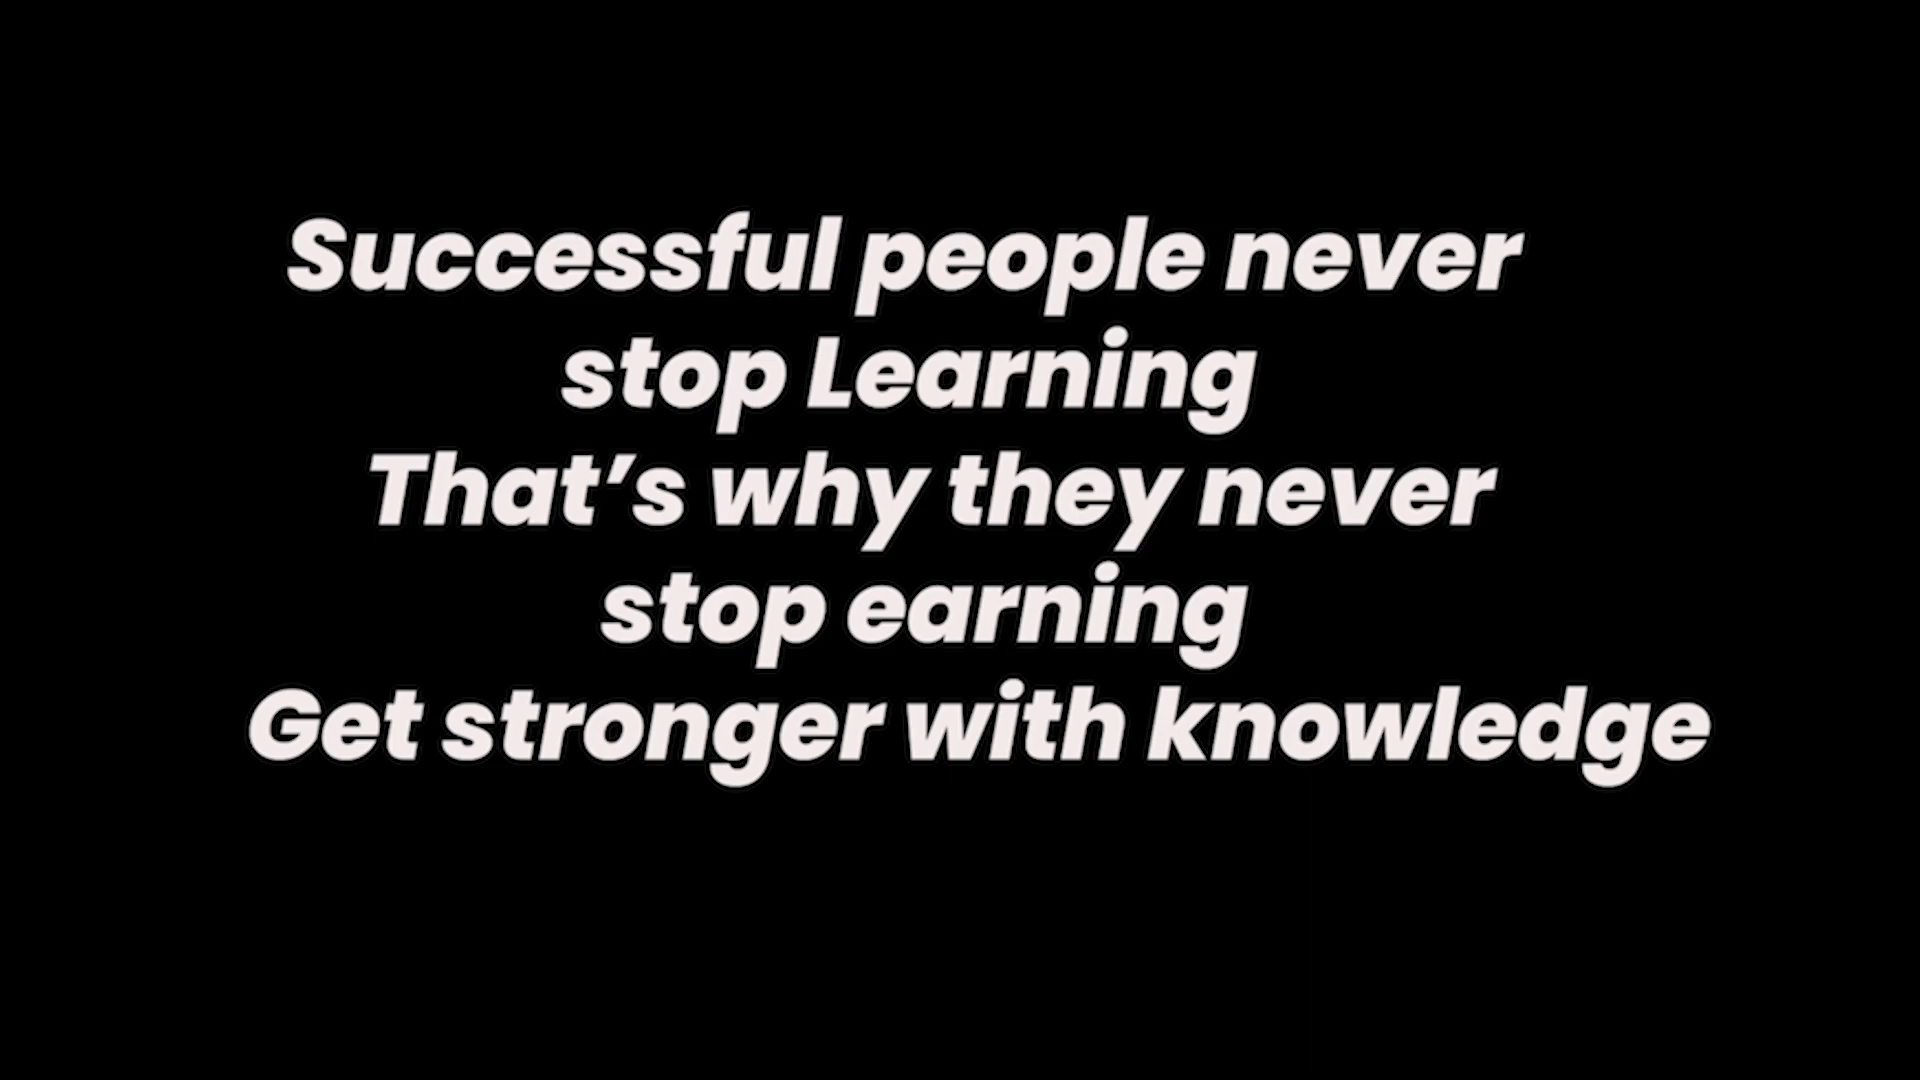 Successful people never
stop Learning
That’s why they never
stop earning
Get stronger with knowledge